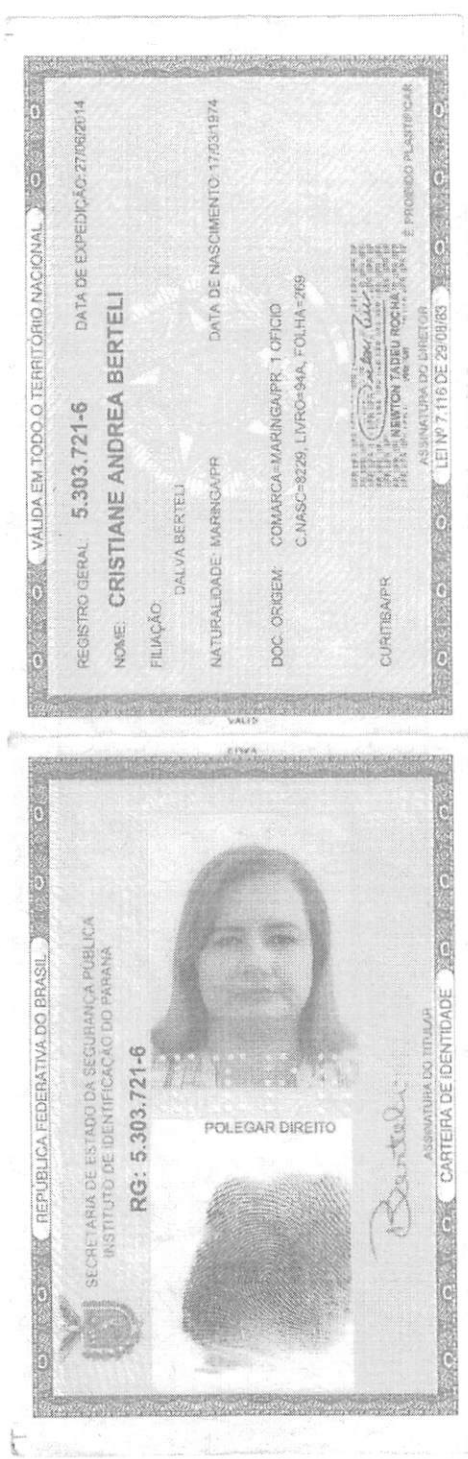 REPÚBLICA FEDERATIVA DO BRASIL
SECRETARIA DE ESTADO DA SEGURANÇA PÚBLICA
INSTITUTO DE IDENTIFICAÇÃO DO PARANÁ
RG: 5.303.721-6
POLEGAR DIREITO
Berteli
ASSINATURA DO TITULAR
CARTEIRA DE IDENTIDADE
VÁLIDA EM TODO O TERRITÓRIO NACIONAL
REGISTRO GERAL: 5.303.721-6 DATA DE EXPEDIÇÃO: 27/06/2014
NOME: CRISTIANE ANDREA BERTELI
FILIAÇÃO:
DALVA BERTELI
NATURALIDADE: MARINGA/PR DATA DE NASCIMENTO: 17/03/1974
DOC. ORIGEM: COMARCA=MARINGA/PR, 1 OFICIO
C.NASC=8229, LIVRO=94A, FOLHA=269
CURITIBA/PR
NEWTON TADEU ROCHA
ASSINATURA DO DIRETOR
É PROIBIDO PLASTIFICAR
LEI Nº 7.116 DE 29/08/83